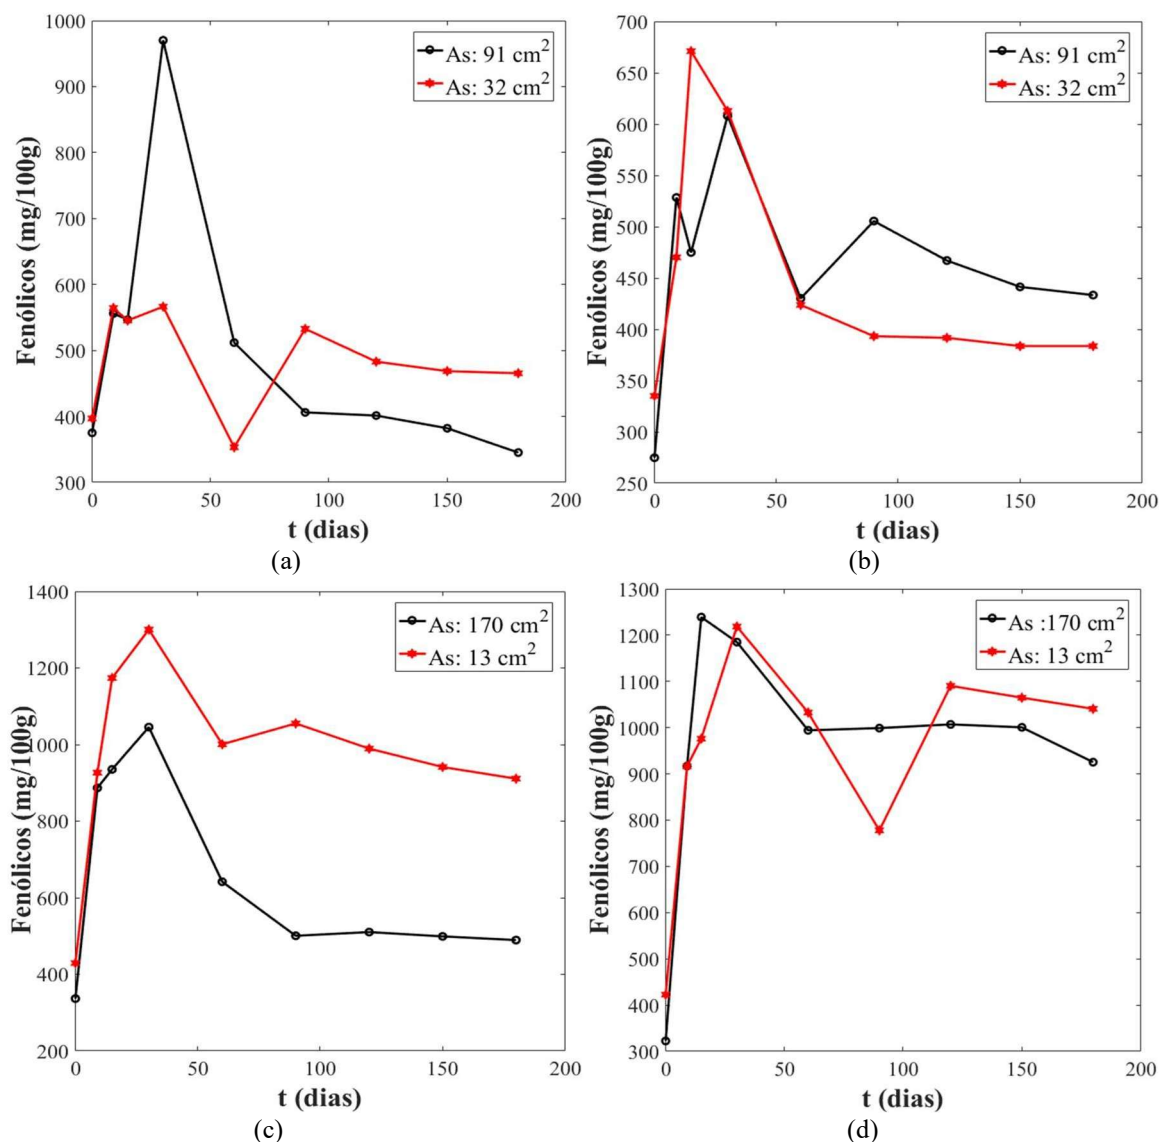 1000
900
800
700
600
500
400
300
Fenólicos (mg/100g)
As: 91 cm²
As: 32 cm²
0 50 100 150 200
t (dias)
(a)
700
650
600
550
500
450
400
350
300
250
Fenólicos (mg/100g)
As: 91 cm²
As: 32 cm²
0 50 100 150 200
t (dias)
(b)
1400
1200
1000
800
600
400
200
Fenólicos (mg/100g)
As: 170 cm²
As: 13 cm²
0 50 100 150 200
t (dias)
(c)
1300
1200
1100
1000
900
800
700
600
500
400
300
Fenólicos (mg/100g)
As :170 cm²
As: 13 cm²
0 50 100 150 200
t (dias)
(d)